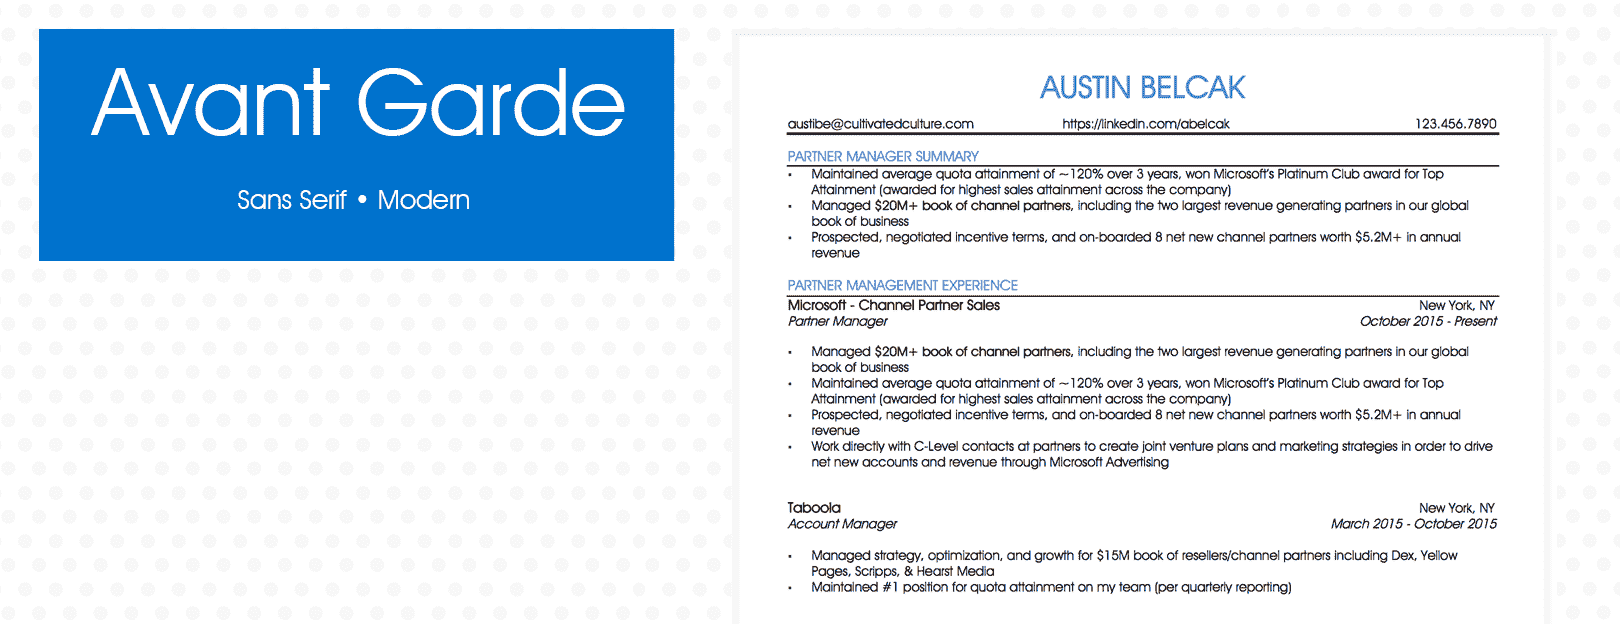 Avant Garde
Sans Serif • Modern
AUSTIN BELCAK
austibe@cultivatedculture.com https://linkedin.com/abelcak 123.456.7890
PARTNER MANAGER SUMMARY
• Maintained average quota attainment of ~120% over 3 years, won Microsoft's Platinum Club award for Top
Attainment (awarded for highest sales attainment across the company)
• Managed $20M+ book of channel partners, including the two largest revenue generating partners in our global
book of business
• Prospected, negotiated incentive terms, and on-boarded 8 net new channel partners worth $5.2M+ in annual
revenue
PARTNER MANAGEMENT EXPERIENCE
Microsoft - Channel Partner Sales New York, NY
Partner Manager October 2015 - Present
• Managed $20M+ book of channel partners, including the two largest revenue generating partners in our global
book of business
• Maintained average quota attainment of ~120% over 3 years, won Microsoft's Platinum Club award for Top
Attainment (awarded for highest sales attainment across the company)
• Prospected, negotiated incentive terms, and on-boarded 8 net new channel partners worth $5.2M+ in annual
revenue
• Work directly with C-Level contacts at partners to create joint venture plans and marketing strategies in order to drive
net new accounts and revenue through Microsoft Advertising
Taboola New York, NY
Account Manager March 2015 - October 2015
• Managed strategy, optimization, and growth for $15M book of resellers/channel partners including Dex, Yellow
Pages, Scripps, & Hearst Media
• Maintained #1 position for quota attainment on my team (per quarterly reporting)